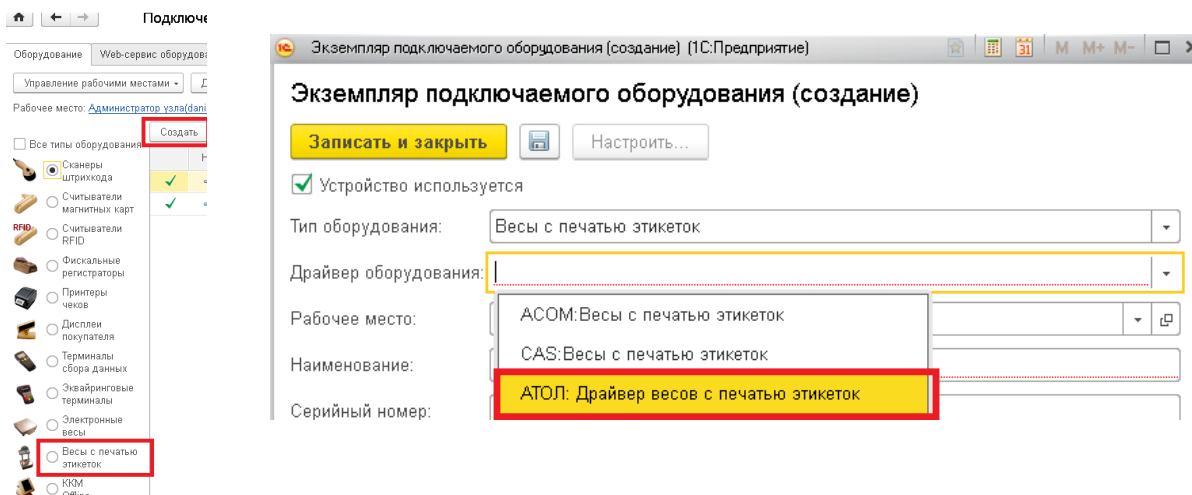 Подключе
Оборудование
Web-сервис оборудова
Управление рабочими местами
Д
Рабочее место: Администратор узла(dani
Создать
Все типы оборудования
Н
Сканеры
штрихкода
Считыватели
магнитных карт
RFID
Считыватели
RFID
Фискальные
регистраторы
Принтеры
чеков
Дисплеи
покупателя
Терминалы
сбора данных
Эквайринговые
терминалы
Электронные
весы
Весы с печатью
этикеток
ККМ
Offline
1С
Экземпляр подключаемого оборудования (создание) (1С:Предприятие)
31
M M+ M-
Экземпляр подключаемого оборудования (создание)
Записать и закрыть
Настроить...
Устройство используется
Тип оборудования:
Весы с печатью этикеток
Драйвер оборудования:
Рабочее место:
Наименование:
Серийный номер:
ACOM:Весы с печатью этикеток
CAS:Весы с печатью этикеток
АТОЛ: Драйвер весов с печатью этикеток